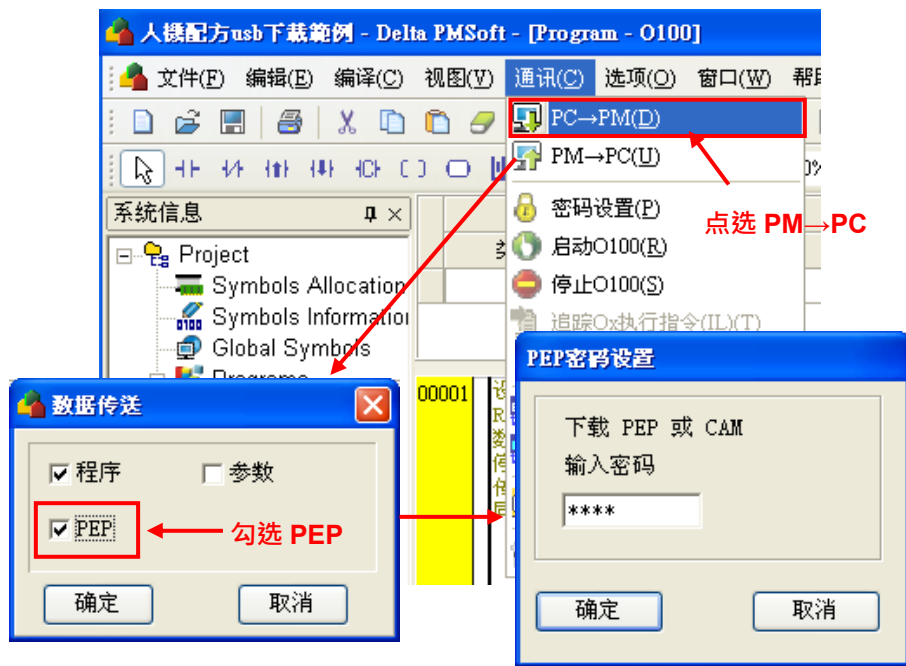 人機配方usb下載範例 - Delta PMSoft - [Program - O100]
文件(F) 编辑(E) 编译(C) 视图(V) 通讯(C) 选项(O) 窗口(W)
PC→PM(D)
PM→PC(U)
密码设置(P)
启动O100(R)
停止O100(S)
追踪Ox执行指令(IL)(T)
点选 PM→PC
系统信息
Project
Symbols Allocation
Symbols Information
Global Symbols
Programs
00001
数据传送
程序 参数
PEP
勾选 PEP
确定 取消
PEP密码设置
下载 PEP 或 CAM
输入密码
****
确定 取消